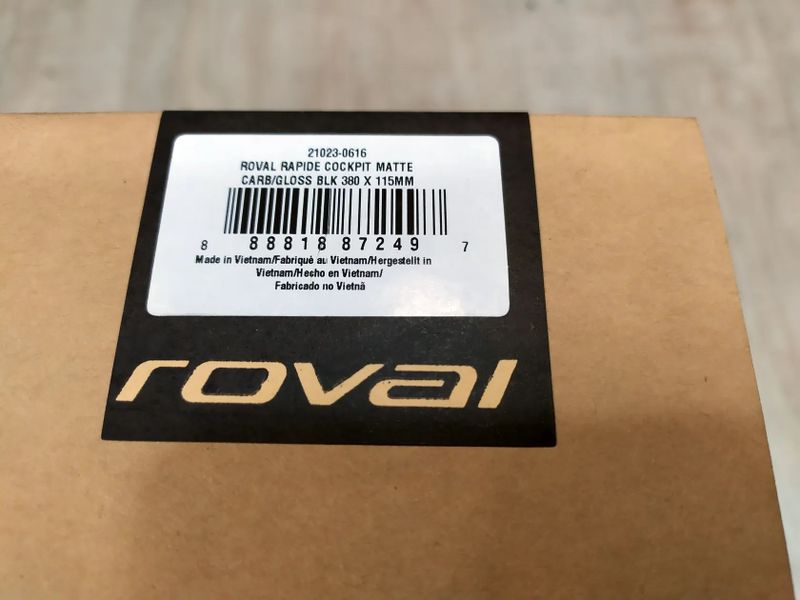 21023-0616
ROVAL RAPIDE COCKPIT MATTE
CARB/GLOSS BLK 380 X 115MM
8 88818 87249 7
Made in Vietnam/Fabriqué au Vietnam/Hergestellt in
Vietnam/Hecho en Vietnam/
Fabricado no Vietnã
roval